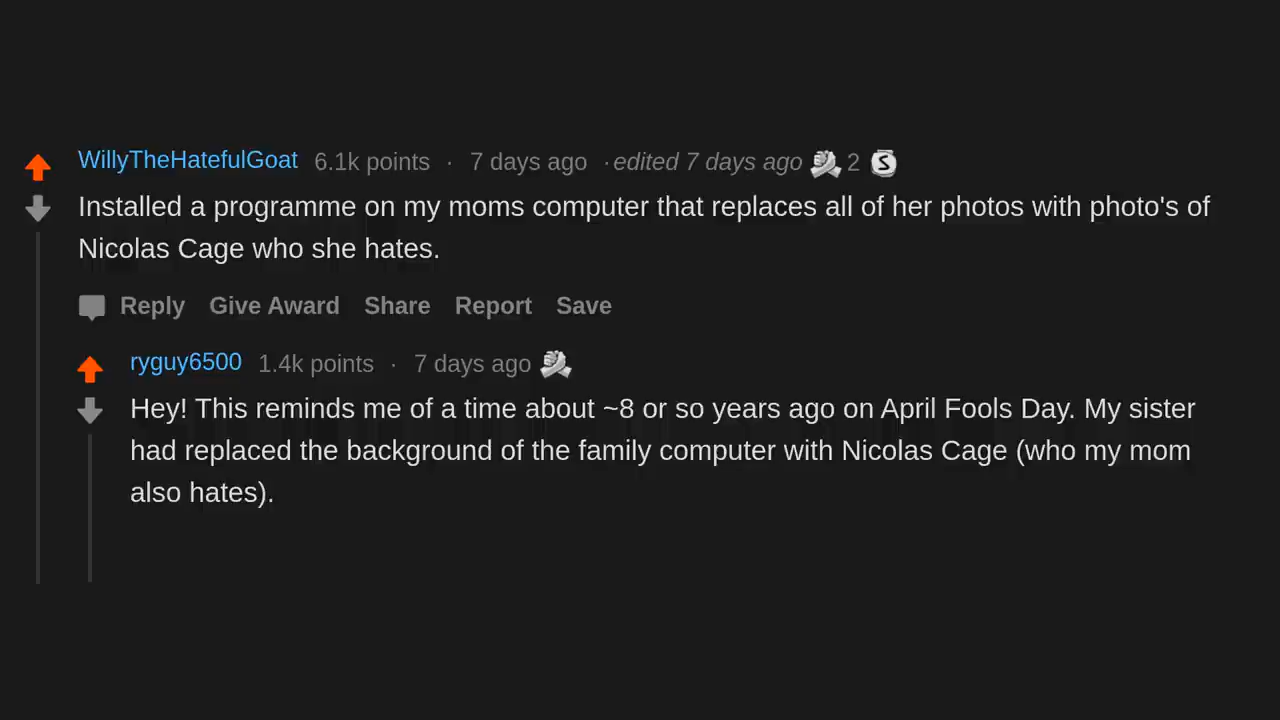 WillyTheHatefulGoat 6.1k points · 7 days ago · edited 7 days ago 2 S
Installed a programme on my moms computer that replaces all of her photos with photo's of
Nicolas Cage who she hates.
Reply Give Award Share Report Save
ryguy6500 1.4k points · 7 days ago
Hey! This reminds me of a time about ~8 or so years ago on April Fools Day. My sister
had replaced the background of the family computer with Nicolas Cage (who my mom
also hates).